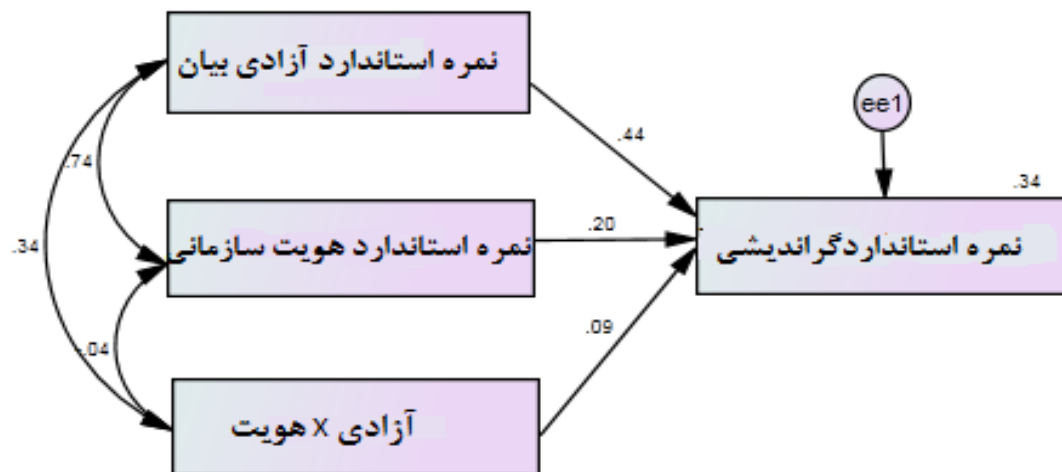 نمره استاندارد آزادی بیان
ee1
.44
.74
.34
نمره استاندارد هویت سازمانی
.20
نمره استانداردگراندیشی
.34
-.04
.09
آزادی x هویت